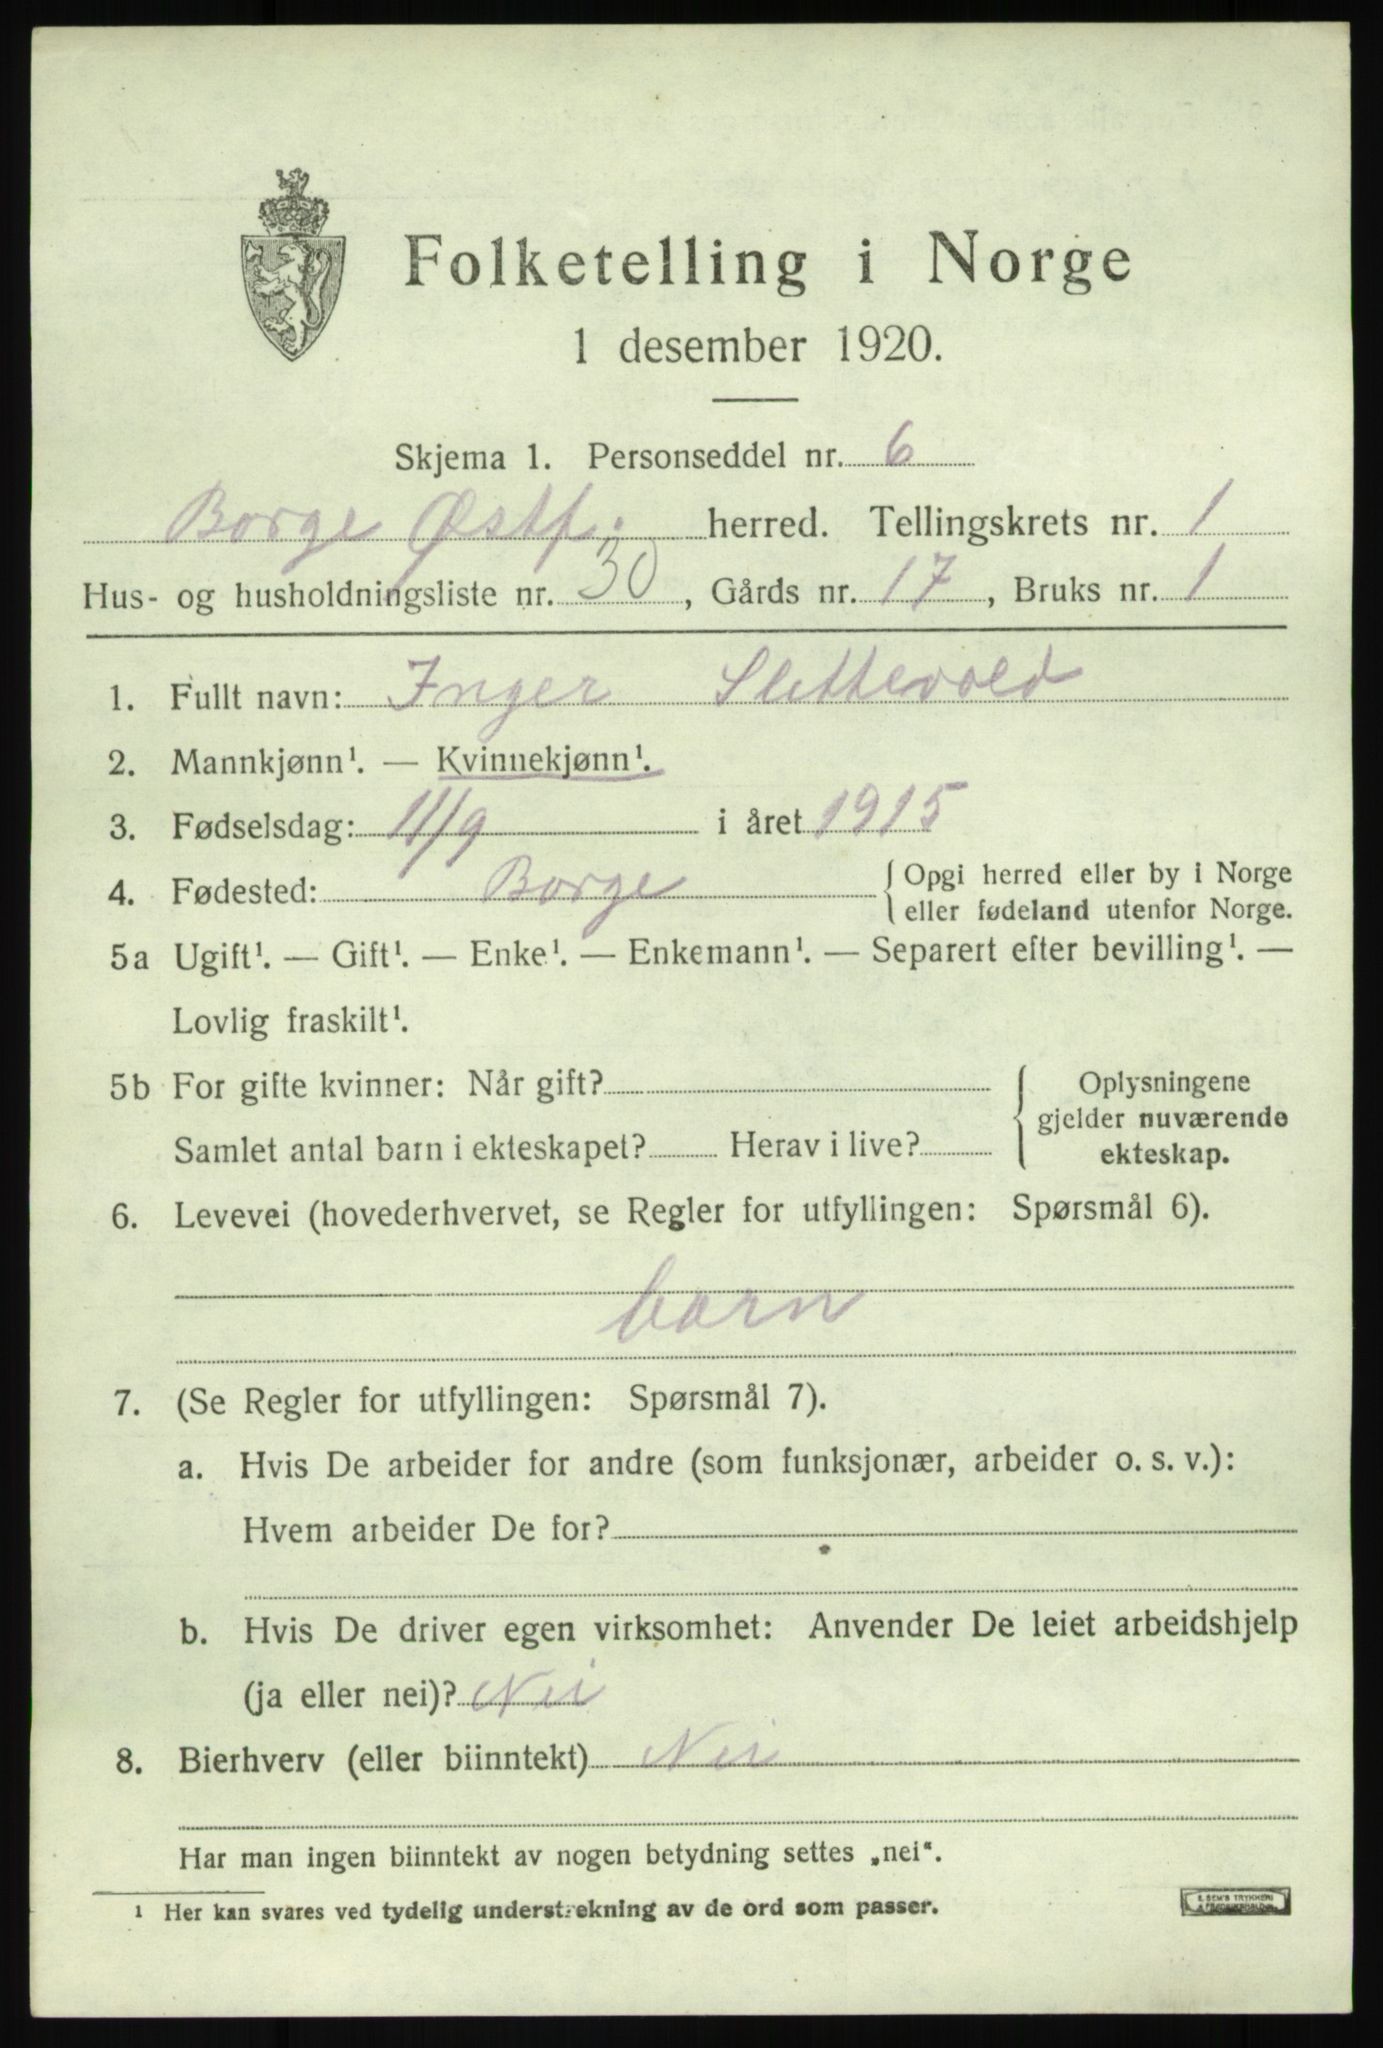 Folketelling i Norge
1 desember 1920.
Skjema 1. Personseddel nr. 6
Borge Østf. herred. Tellingskrets nr. 1
Hus- og husholdningsliste nr. 30, Gårds nr. 17, Bruks nr. 1
1. Fullt navn: Inger Slettevold
2. Mannkjønn¹. — Kvinnekjønn¹.
3. Fødselsdag: 11/9 i året 1915
4. Fødested: Borge { Opgi herred eller by i Norge
eller fødeland utenfor Norge.
5a Ugift¹. — Gift¹. — Enke¹. — Enkemann¹. — Separert efter bevilling¹. —
Lovlig fraskilt¹.
5b For gifte kvinner: Når gift? { Oplysningene
gjelder nuværende
Samlet antal barn i ekteskapet? Herav i live? ekteskap.
6. Levevei (hovederhvervet, se Regler for utfyllingen: Spørsmål 6).
barn
7. (Se Regler for utfyllingen: Spørsmål 7).
a. Hvis De arbeider for andre (som funksjonær, arbeider o. s. v.):
Hvem arbeider De for?
b. Hvis De driver egen virksomhet: Anvender De leiet arbeidshjelp
(ja eller nei)? Nei
8. Bierhverv (eller biinntekt) Nei
Har man ingen biinntekt av nogen betydning settes „nei“.
¹ Her kan svares ved tydelig understrekning av de ord som passer.
E. SEM'S TRYKKERI